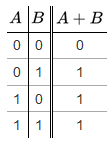 A B A + B
0 0 0
0 1 1
1 0 1
1 1 1